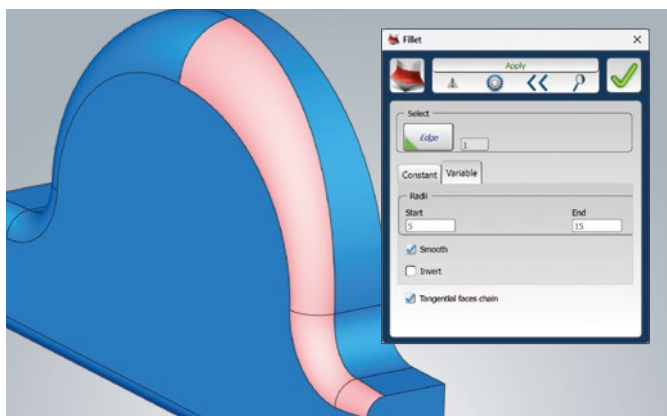 Fillet
Apply
Select
Edge
1
Constant Variable
Radii
Start End
5 15
Smooth
Invert
Tangential faces chain